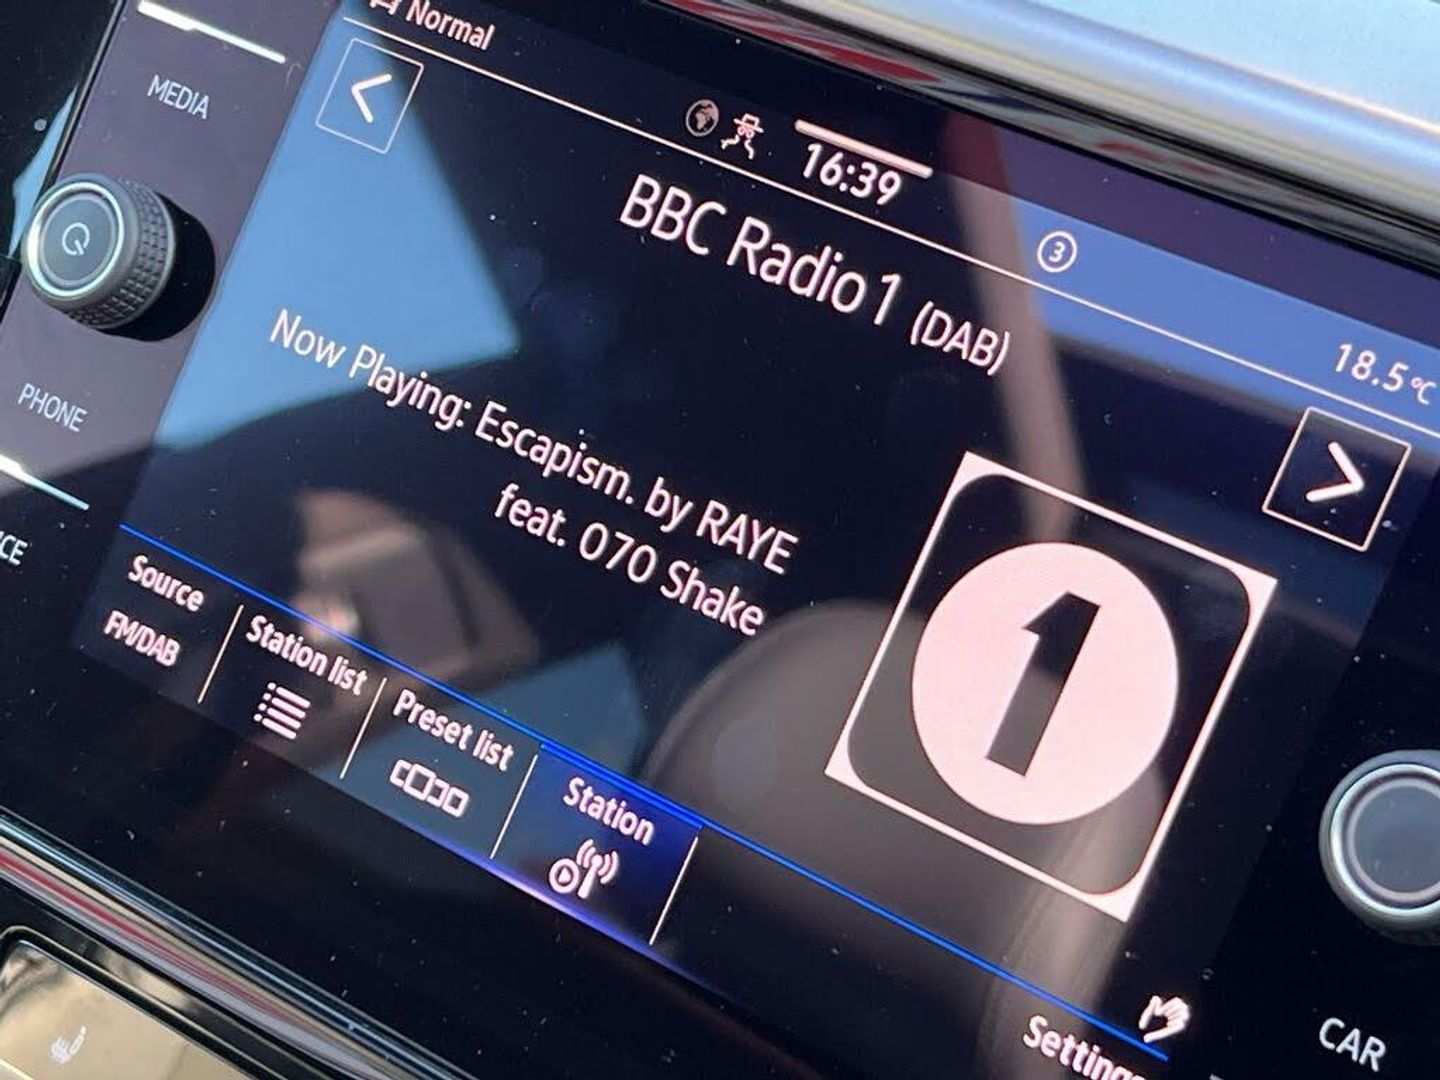 Normal
MEDIA
16:39
3
18.5°C
BBC Radio 1 (DAB)
PHONE
Now Playing: Escapism. by RAYE
feat. 070 Shake
1
Source
FM/DAB
Station list
Preset list
Station
CAR